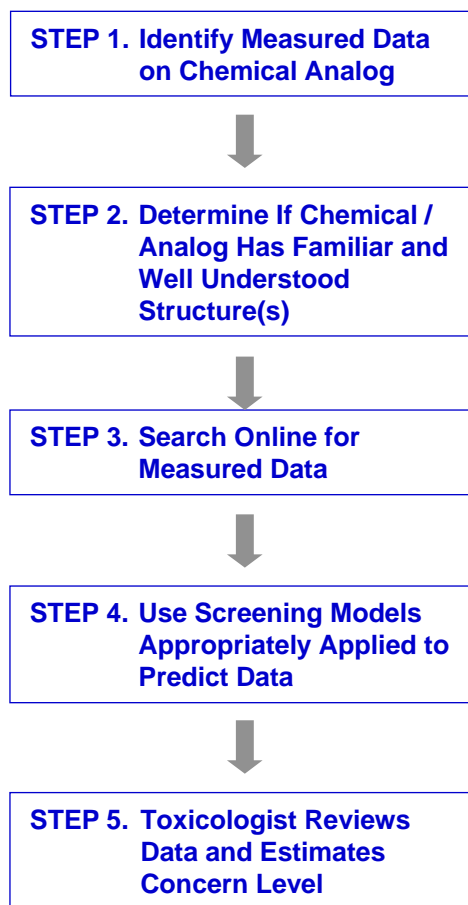 STEP 1. Identify Measured Data
on Chemical Analog
STEP 2. Determine If Chemical /
Analog Has Familiar and
Well Understood
Structure(s)
STEP 3. Search Online for
Measured Data
STEP 4. Use Screening Models
Appropriately Applied to
Predict Data
STEP 5. Toxicologist Reviews
Data and Estimates
Concern Level